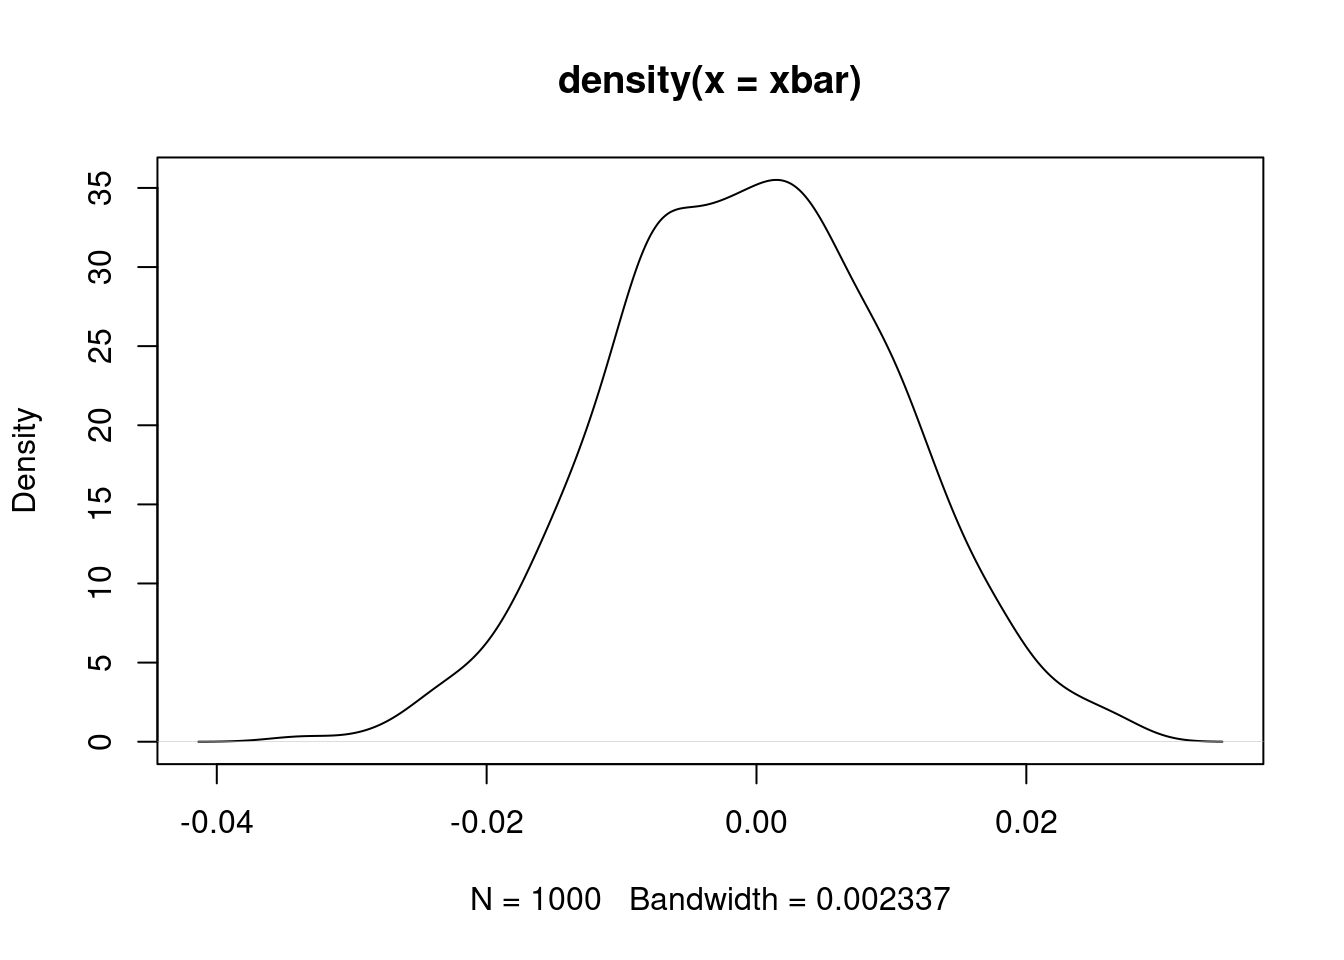 density(x = xbar)
35
30
25
20
15
10
5
0
Density
-0.04 -0.02 0.00 0.02
N = 1000 Bandwidth = 0.002337